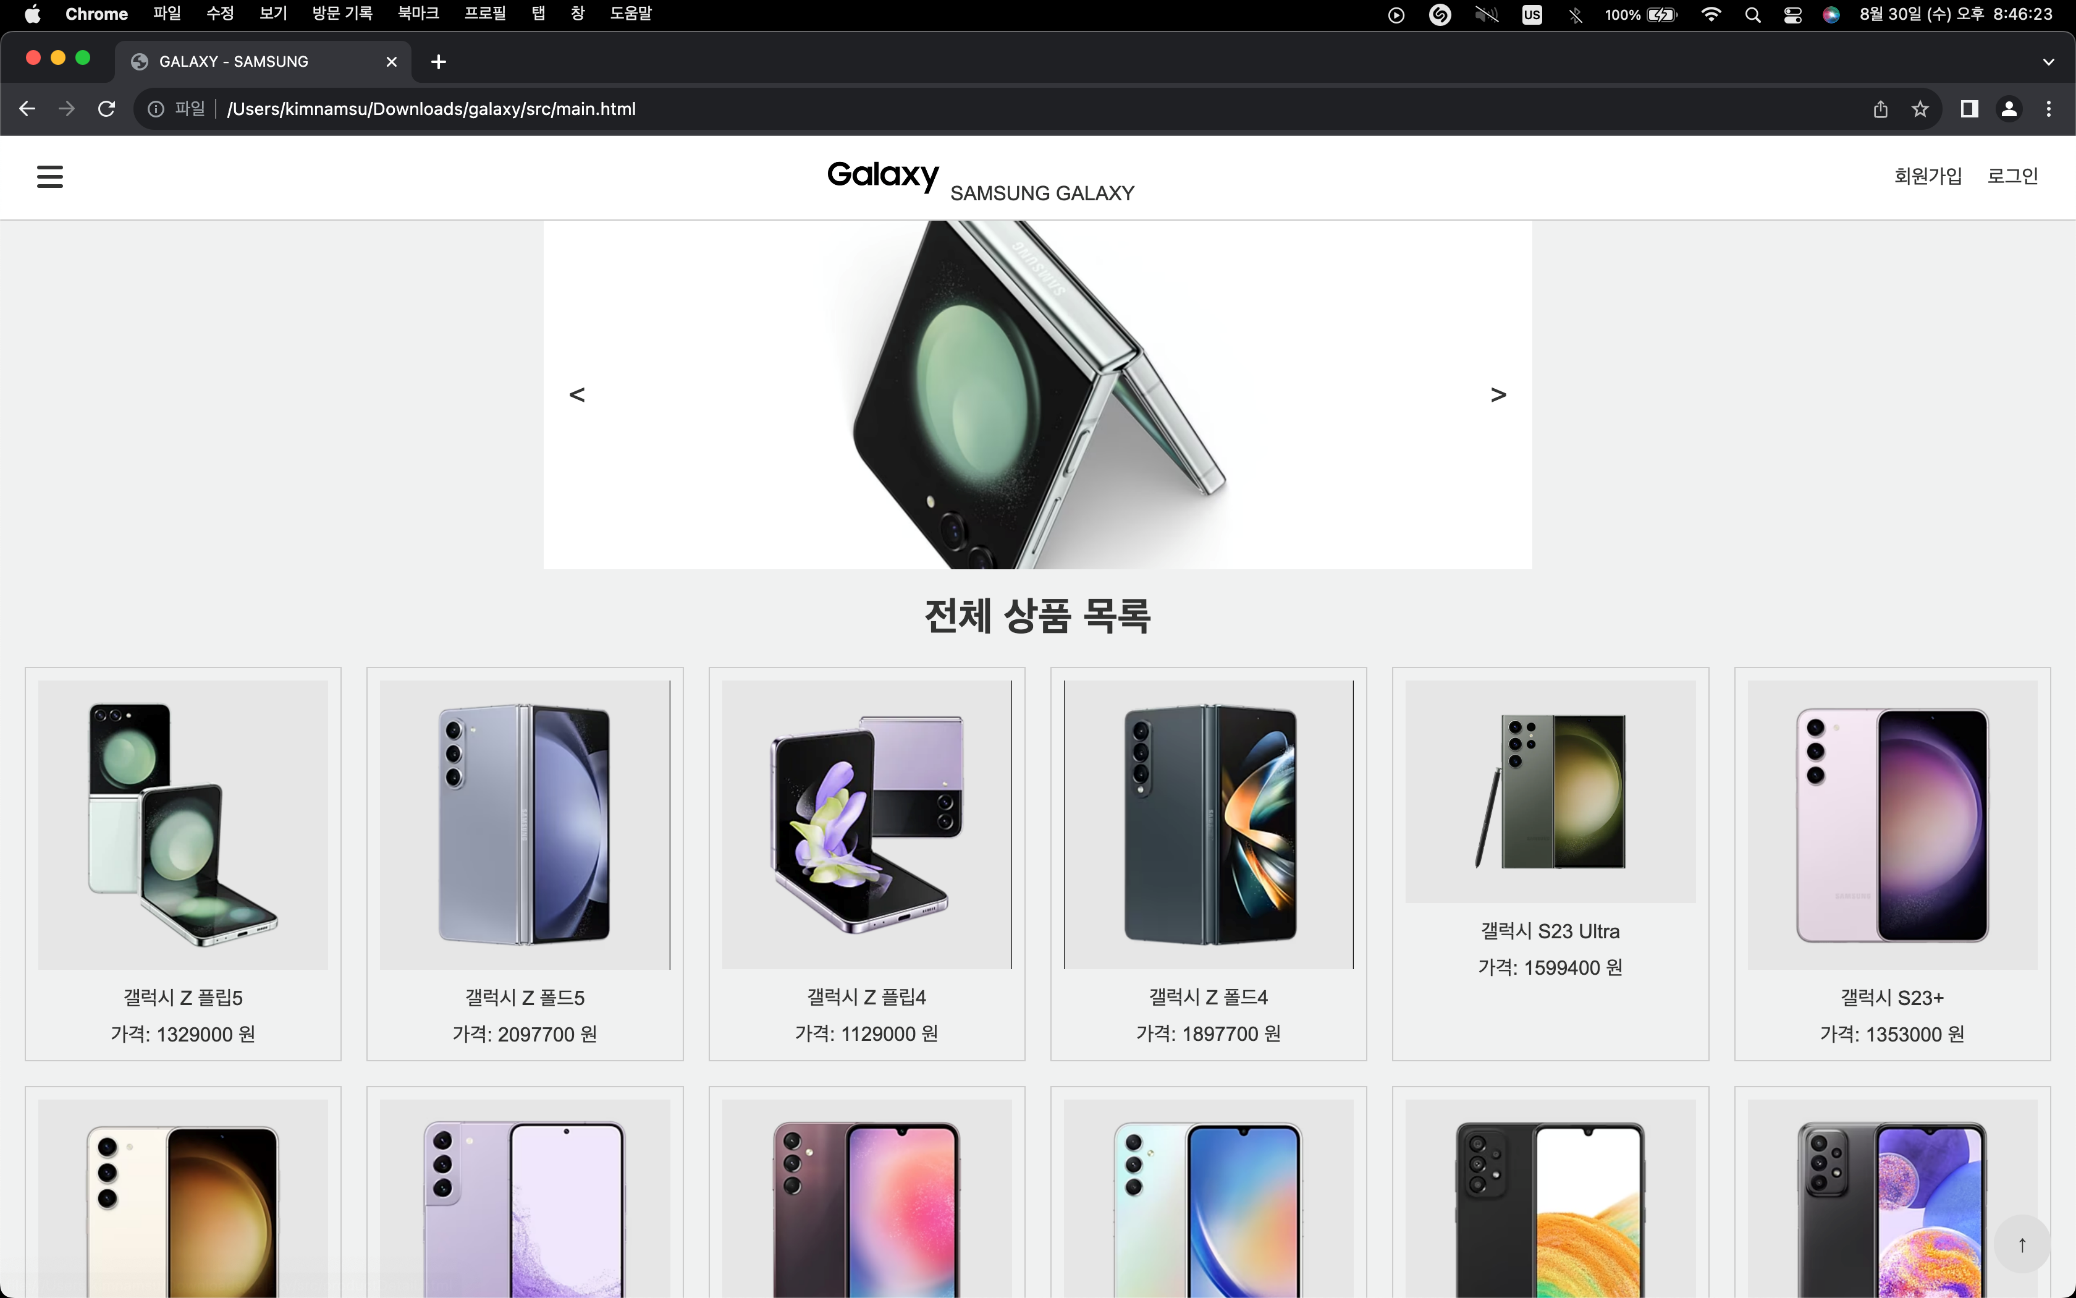 Chrome 파일 수정 보기 방문 기록 북마크 프로필 탭 창 도움말 US 100% 8월 30일 (수) 오후 8:46:23
GALAXY - SAMSUNG
파일 /Users/kimnamsu/Downloads/galaxy/src/main.html
Galaxy SAMSUNG GALAXY 회원가입 로그인
SAMSUNG
< >
전체 상품 목록
SAMSUNG
갤럭시 Z 플립5 갤럭시 Z 폴드5 갤럭시 Z 플립4 갤럭시 Z 폴드4 갤럭시 S23 Ultra 갤럭시 S23+
가격: 1329000 원 가격: 2097700 원 가격: 1129000 원 가격: 1897700 원 가격: 1599400 원 가격: 1353000 원
↑